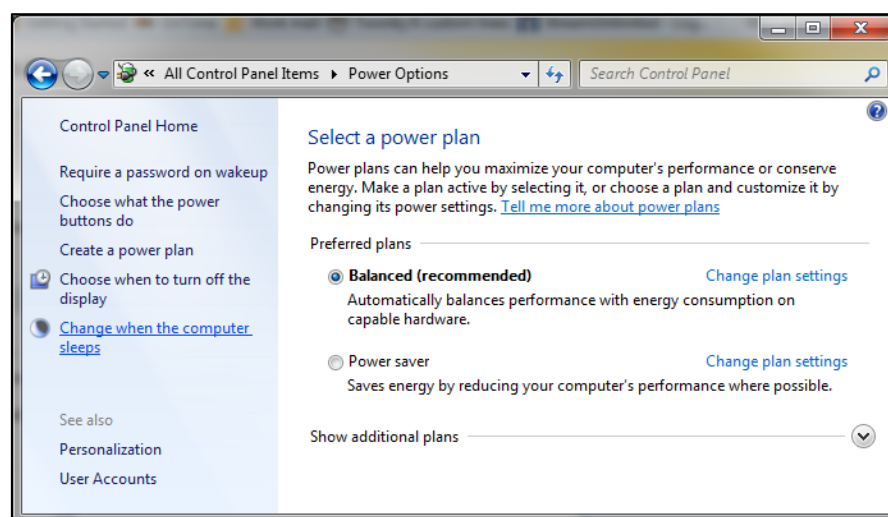 « All Control Panel Items ▸ Power Options
Search Control Panel
Control Panel Home
Require a password on wakeup
Choose what the power
buttons do
Create a power plan
Choose when to turn off the
display
Change when the computer
sleeps
See also
Personalization
User Accounts
Select a power plan
Power plans can help you maximize your computer's performance or conserve
energy. Make a plan active by selecting it, or choose a plan and customize it by
changing its power settings. Tell me more about power plans
Preferred plans
Balanced (recommended) Change plan settings
Automatically balances performance with energy consumption on
capable hardware.
Power saver Change plan settings
Saves energy by reducing your computer's performance where possible.
Show additional plans